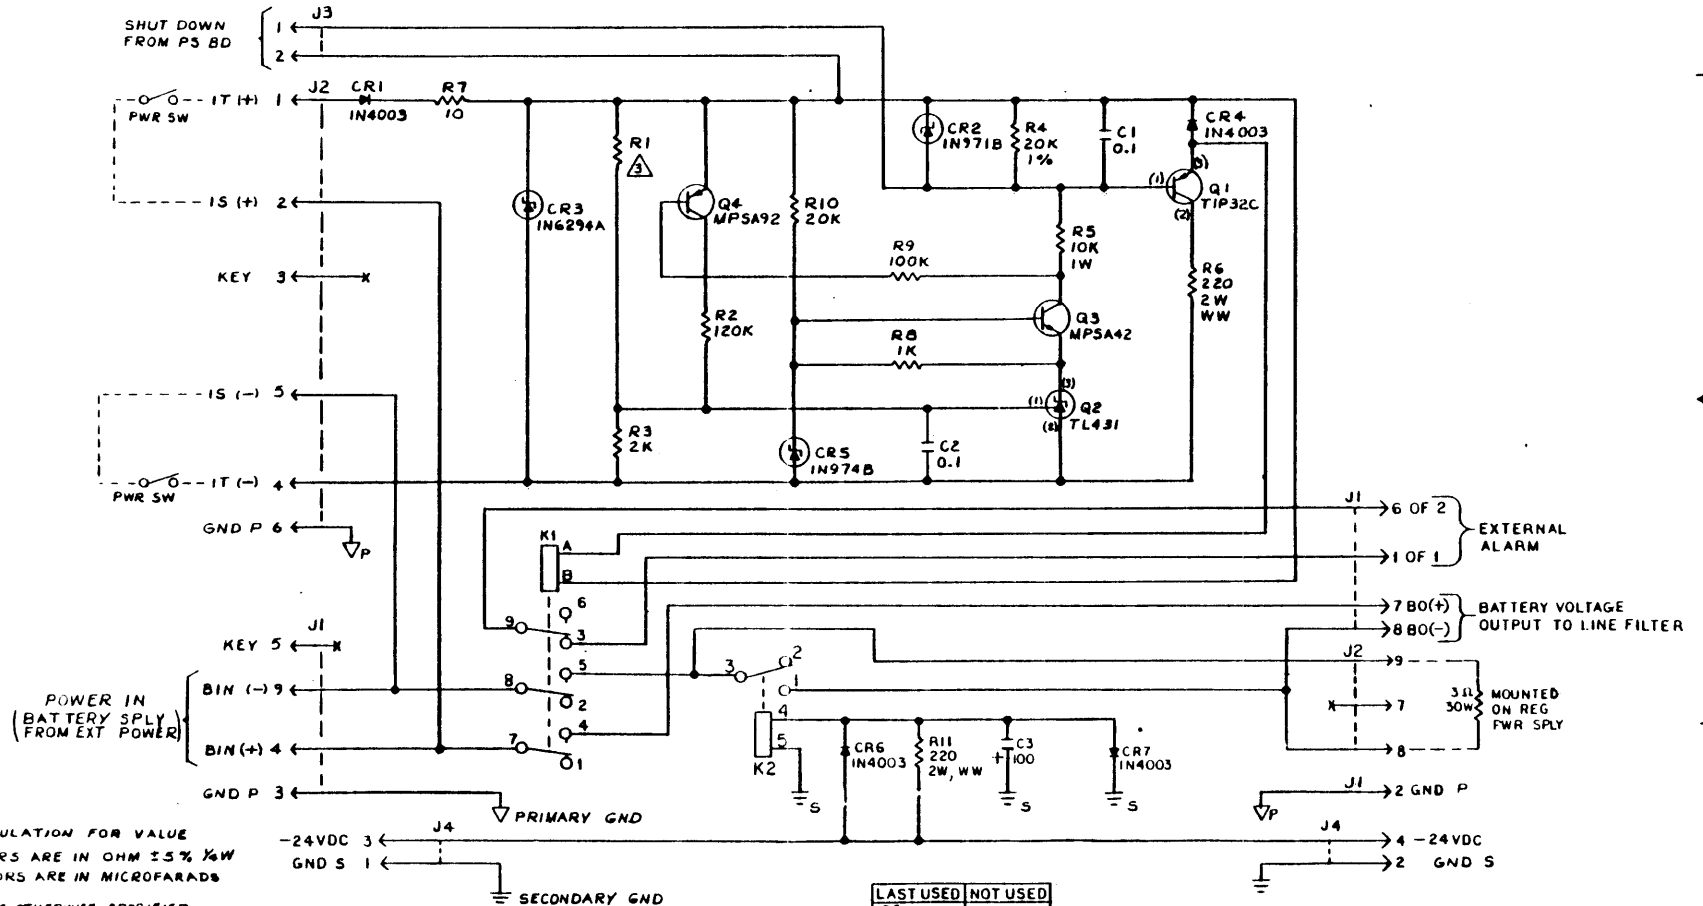 J3
SHUT DOWN
FROM PS BD
1
2
J2
CR1
1N4003
R7
10
PWR SW
IT (+) 1
IS (+) 2
KEY 3
IS (-) 5
PWR SW
IT (-) 4
GND P 6
P
CR3
1N6294A
R1
3
Q4
MPSA92
R2
120K
R3
2K
R10
20K
CR5
1N974B
R9
100K
R8
1K
CR2
1N971B
R4
20K
1%
C1
0.1
CR4
1N4003
(1)
(3)
(2)
Q1
TIP32C
R5
10K
1W
R6
220
2W
WW
Q3
MPSA42
(3)
(1)
(2)
Q2
TL431
C2
0.1
K1
A
B
6
9
3
5
8
2
4
7
1
J1
6 OF 2
1 OF 1
EXTERNAL
ALARM
7 BO(+)
8 BO(-)
BATTERY VOLTAGE
OUTPUT TO LINE FILTER
J2
9
7
8
3Ω
30W
MOUNTED
ON REG
PWR SPLY
J1
KEY 5
POWER IN
(BATTERY SPLY
FROM EXT POWER)
BIN (-) 9
BIN (+) 4
GND P 3
PRIMARY GND
3
2
1
4
5
K2
S
CR6
1N4003
R11
220
2W, WW
C3
+ 100
S
CR7
1N4003
S
J1
2 GND P
P
-24VDC 3
J4
GND S 1
SECONDARY GND
J4
4 -24VDC
2 GND S
ULATION FOR VALUE
RS ARE IN OHM ±5% ¼W
ORS ARE IN MICROFARADS
LAST USED NOT USED